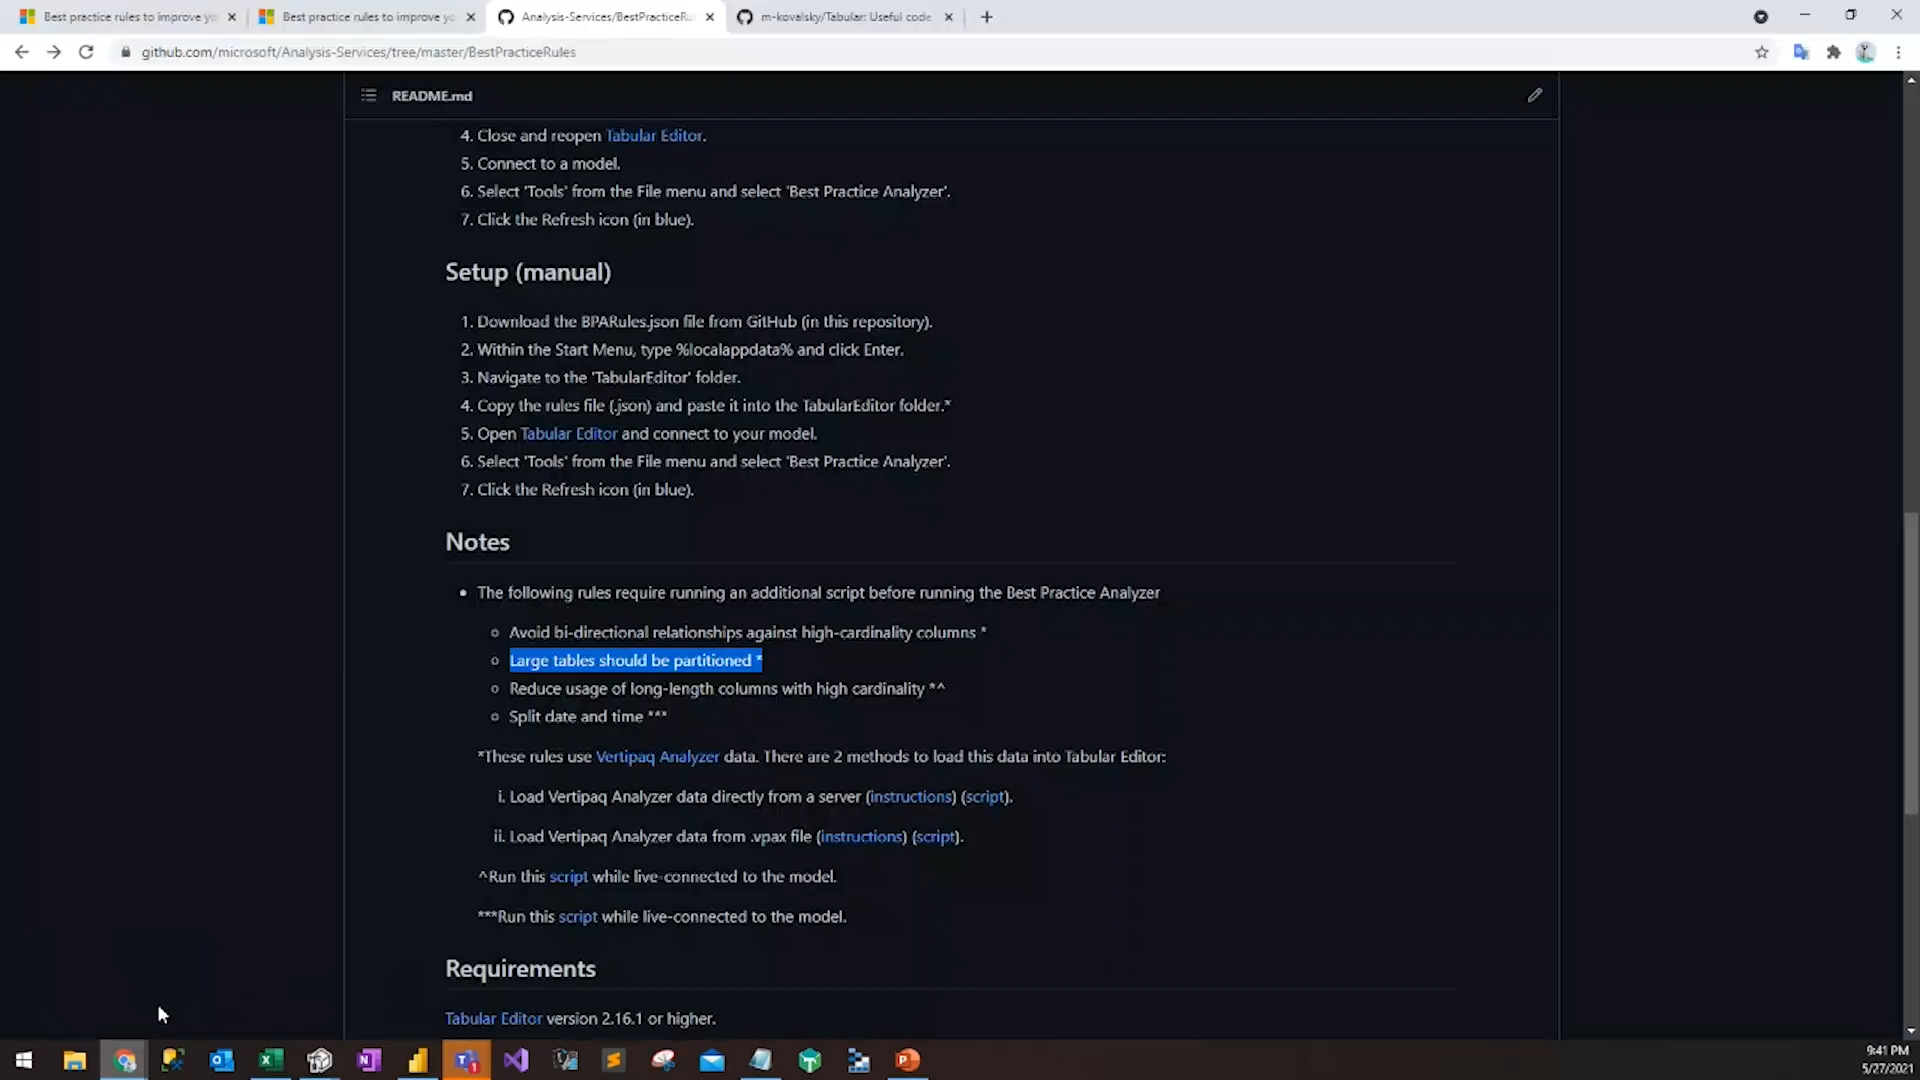 Best practice rules to improve yo
Best practice rules to improve yo
Analysis-Services/BestPracticeRu
m-kovalsky/Tabular: Useful code
github.com/microsoft/Analysis-Services/tree/master/BestPracticeRules
README.md
4. Close and reopen Tabular Editor.
5. Connect to a model.
6. Select 'Tools' from the File menu and select 'Best Practice Analyzer'.
7. Click the Refresh icon (in blue).
Setup (manual)
1. Download the BPARules.json file from GitHub (in this repository).
2. Within the Start Menu, type %localappdata% and click Enter.
3. Navigate to the 'TabularEditor' folder.
4. Copy the rules file (.json) and paste it into the TabularEditor folder.*
5. Open Tabular Editor and connect to your model.
6. Select 'Tools' from the File menu and select 'Best Practice Analyzer'.
7. Click the Refresh icon (in blue).
Notes
• The following rules require running an additional script before running the Best Practice Analyzer
○ Avoid bi-directional relationships against high-cardinality columns *
○ Large tables should be partitioned *
○ Reduce usage of long-length columns with high cardinality *^
○ Split date and time ***
*These rules use Vertipaq Analyzer data. There are 2 methods to load this data into Tabular Editor:
i. Load Vertipaq Analyzer data directly from a server (instructions) (script).
ii. Load Vertipaq Analyzer data from .vpax file (instructions) (script).
^Run this script while live-connected to the model.
***Run this script while live-connected to the model.
Requirements
Tabular Editor version 2.16.1 or higher.
9:41 PM
5/27/2021